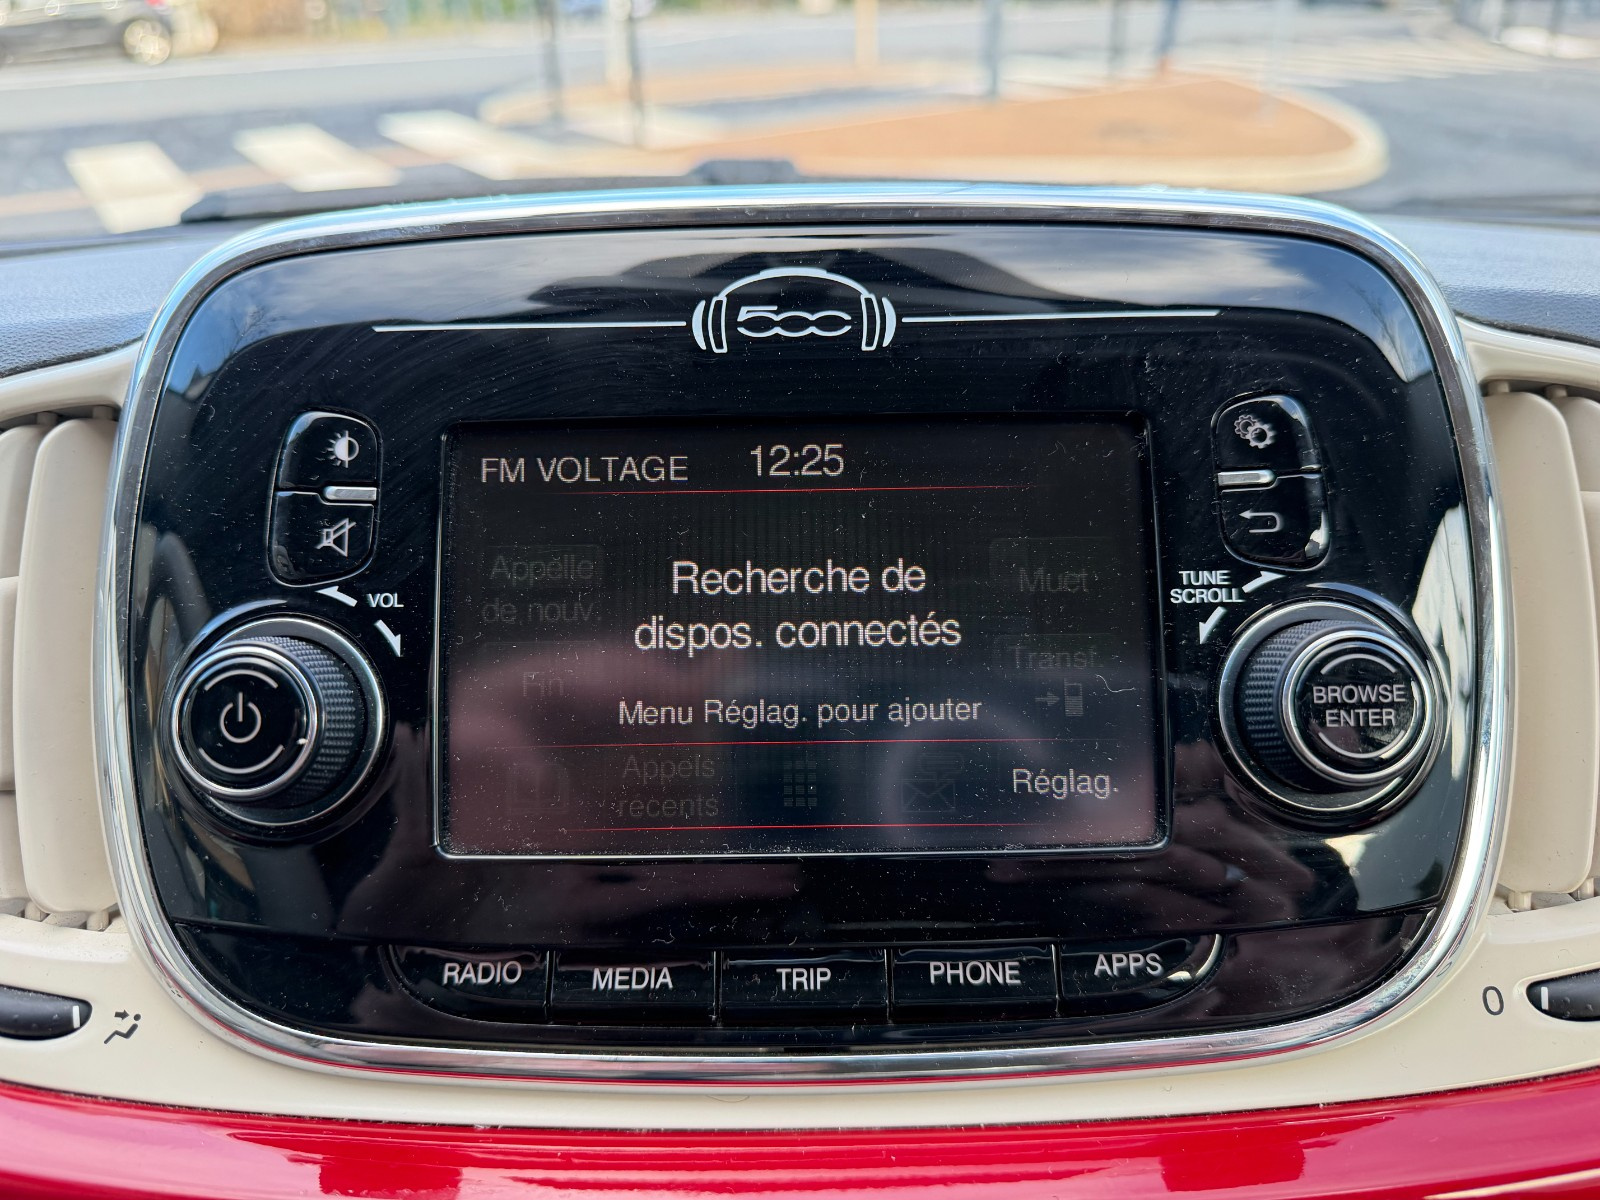 500
FM VOLTAGE 12:25
Appelle
de nouv.
Recherche de
dispos. connectés
Muet
Transf.
Fin
Menu Réglag. pour ajouter
Appels
récents
Réglag.
VOL
TUNE
SCROLL
BROWSE
ENTER
RADIO MEDIA TRIP PHONE APPS
0